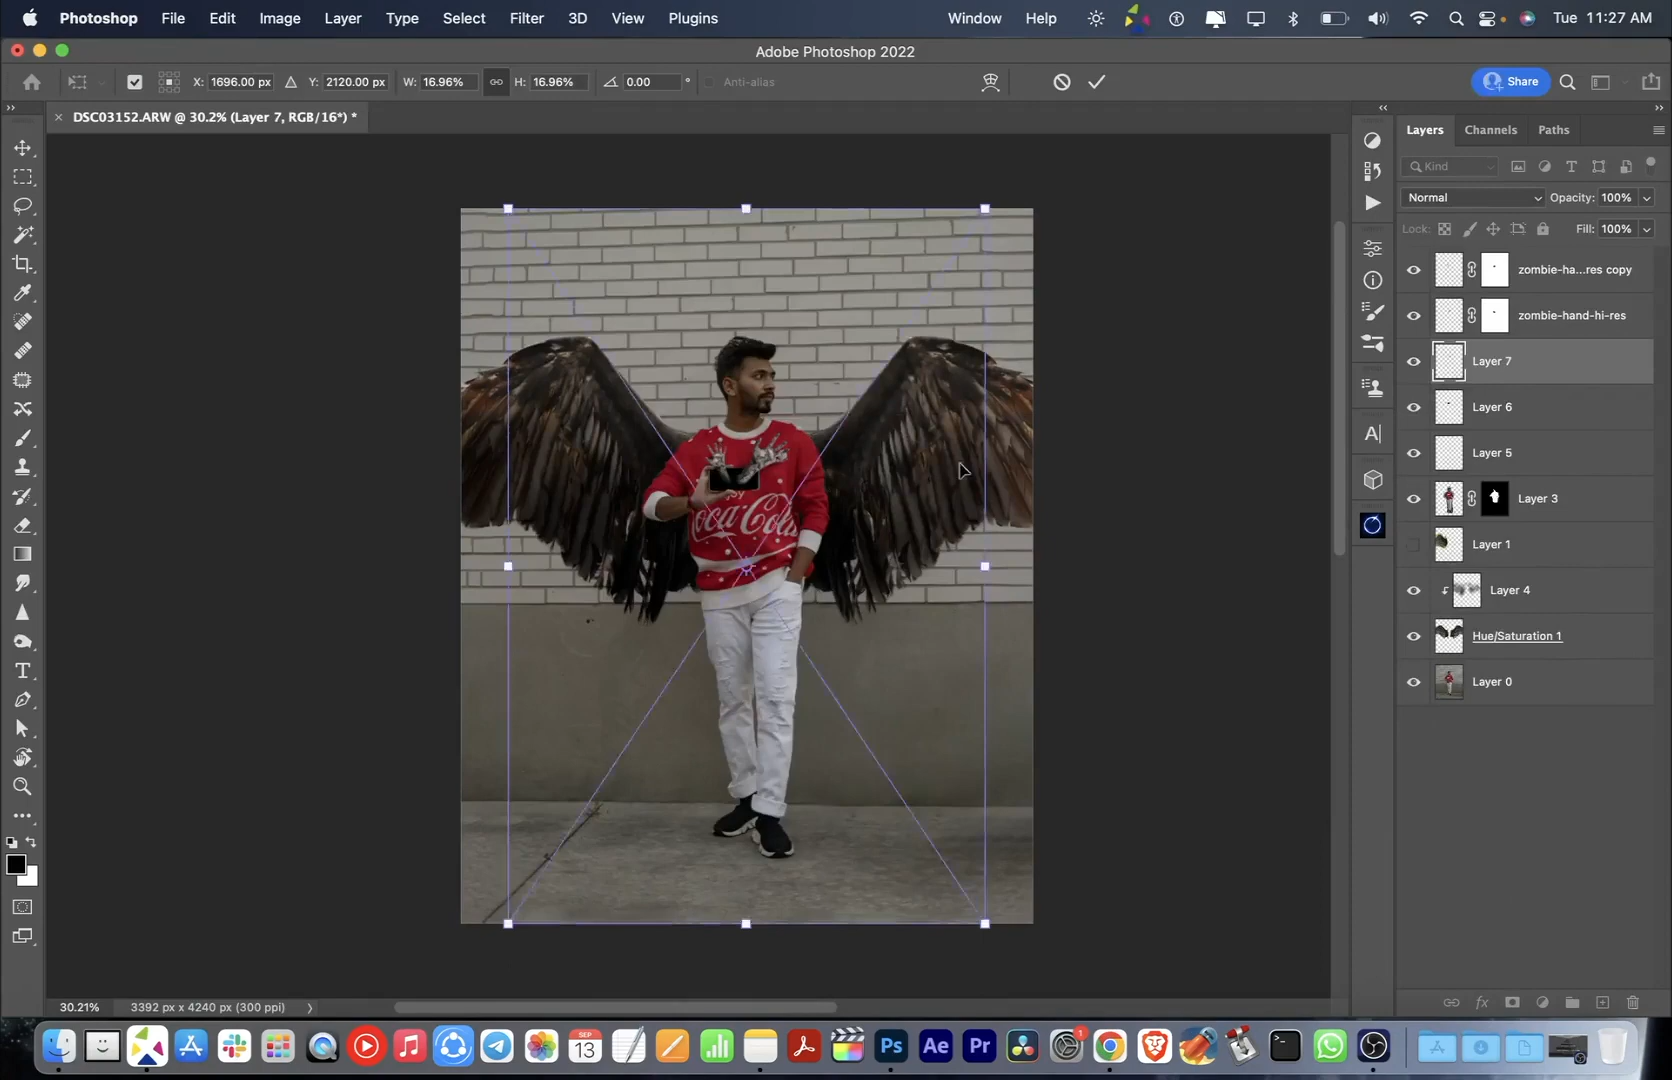 Photoshop File Edit Image Layer Type Select Filter 3D View Plugins Window Help Tue 11:27 AM
Adobe Photoshop 2022
X: 1696.00 px Y: 2120.00 px W: 16.96% H: 16.96% 0.00 ° Anti-alias Share
DSC03152.ARW @ 30.2% (Layer 7, RGB/16*) *
Layers Channels Paths
Kind
Normal Opacity: 100%
Lock: Fill: 100%
zombie-ha...res copy
zombie-hand-hi-res
Layer 7
Layer 6
Layer 5
Layer 3
Layer 1
Layer 4
Hue/Saturation 1
Layer 0
30.21% 3392 px x 4240 px (300 ppi)
SEP
13
Ps Ae Pr
1